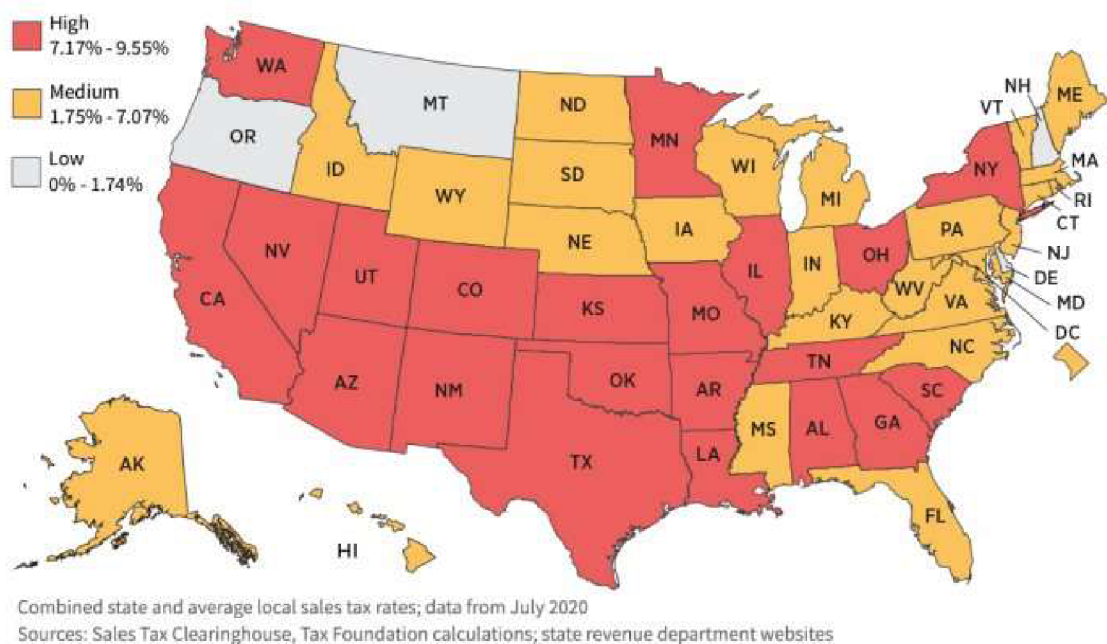 High
7.17% - 9.55%
Medium
1.75% - 7.07%
Low
0% - 1.74%
WA
OR
MT
ID
WY
ND
SD
NE
MN
IA
WI
MI
VT
NH
ME
NY
MA
RI
CT
PA
NJ
DE
MD
DC
CA
NV
UT
CO
KS
MO
IL
IN
OH
WV
VA
KY
NC
TN
SC
AZ
NM
OK
AR
TX
LA
MS
AL
GA
FL
AK
HI
Combined state and average local sales tax rates; data from July 2020
Sources: Sales Tax Clearinghouse, Tax Foundation calculations; state revenue department websites